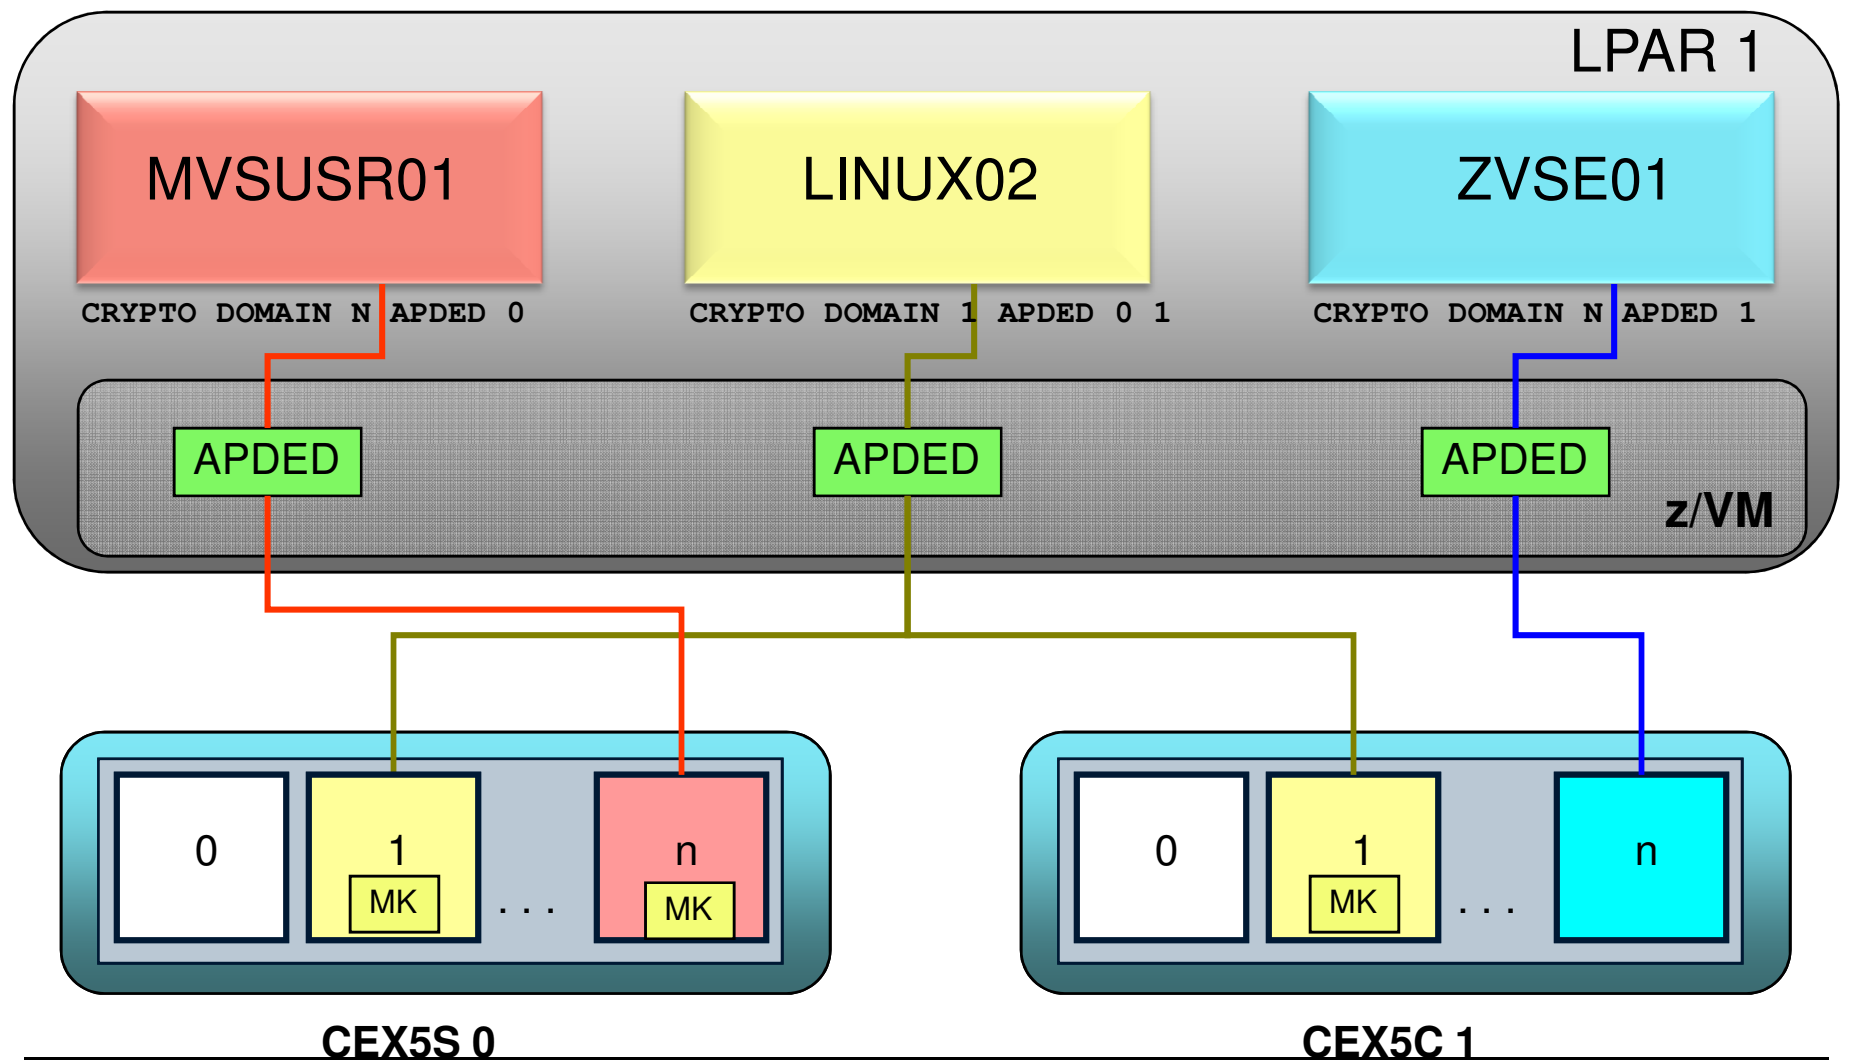 LPAR 1
MVSUSR01
LINUX02
ZVSE01
CRYPTO DOMAIN N APDED 0
CRYPTO DOMAIN 1 APDED 0 1
CRYPTO DOMAIN N APDED 1
APDED
APDED
APDED
z/VM
0
1
n
MK
. . .
MK
0
1
n
MK
. . .
CEX5S 0
CEX5C 1